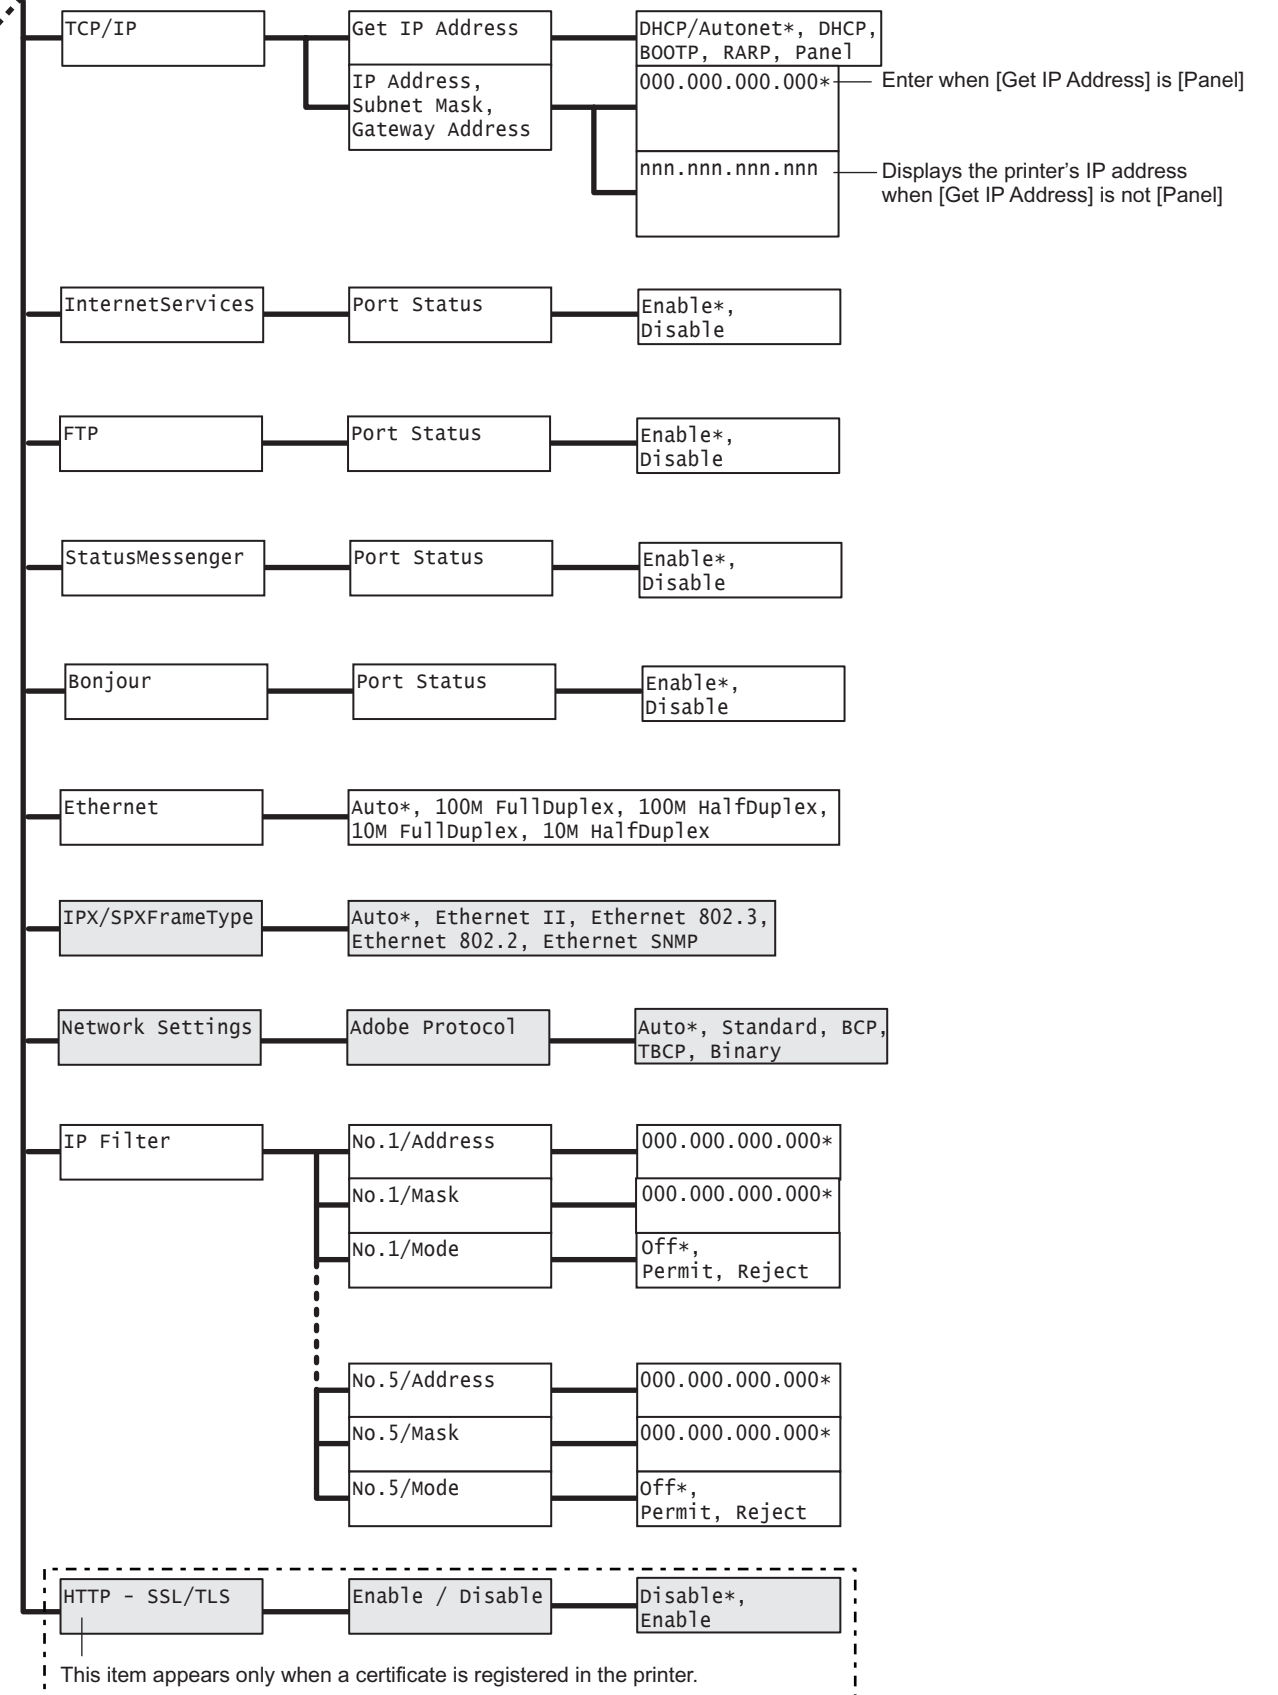 TCP/IP
Get IP Address
DHCP/Autonet*, DHCP,
BOOTP, RARP, Panel
IP Address,
Subnet Mask,
Gateway Address
000.000.000.000*
Enter when [Get IP Address] is [Panel]
nnn.nnn.nnn.nnn
Displays the printer's IP address
when [Get IP Address] is not [Panel]
InternetServices
Port Status
Enable*,
Disable
FTP
Port Status
Enable*,
Disable
StatusMessenger
Port Status
Enable*,
Disable
Bonjour
Port Status
Enable*,
Disable
Ethernet
Auto*, 100M FullDuplex, 100M HalfDuplex,
10M FullDuplex, 10M HalfDuplex
IPX/SPXFrameType
Auto*, Ethernet II, Ethernet 802.3,
Ethernet 802.2, Ethernet SNMP
Network Settings
Adobe Protocol
Auto*, Standard, BCP,
TBCP, Binary
IP Filter
No.1/Address
000.000.000.000*
No.1/Mask
000.000.000.000*
No.1/Mode
Off*,
Permit, Reject
No.5/Address
000.000.000.000*
No.5/Mask
000.000.000.000*
No.5/Mode
Off*,
Permit, Reject
HTTP - SSL/TLS
Enable / Disable
Disable*,
Enable
This item appears only when a certificate is registered in the printer.